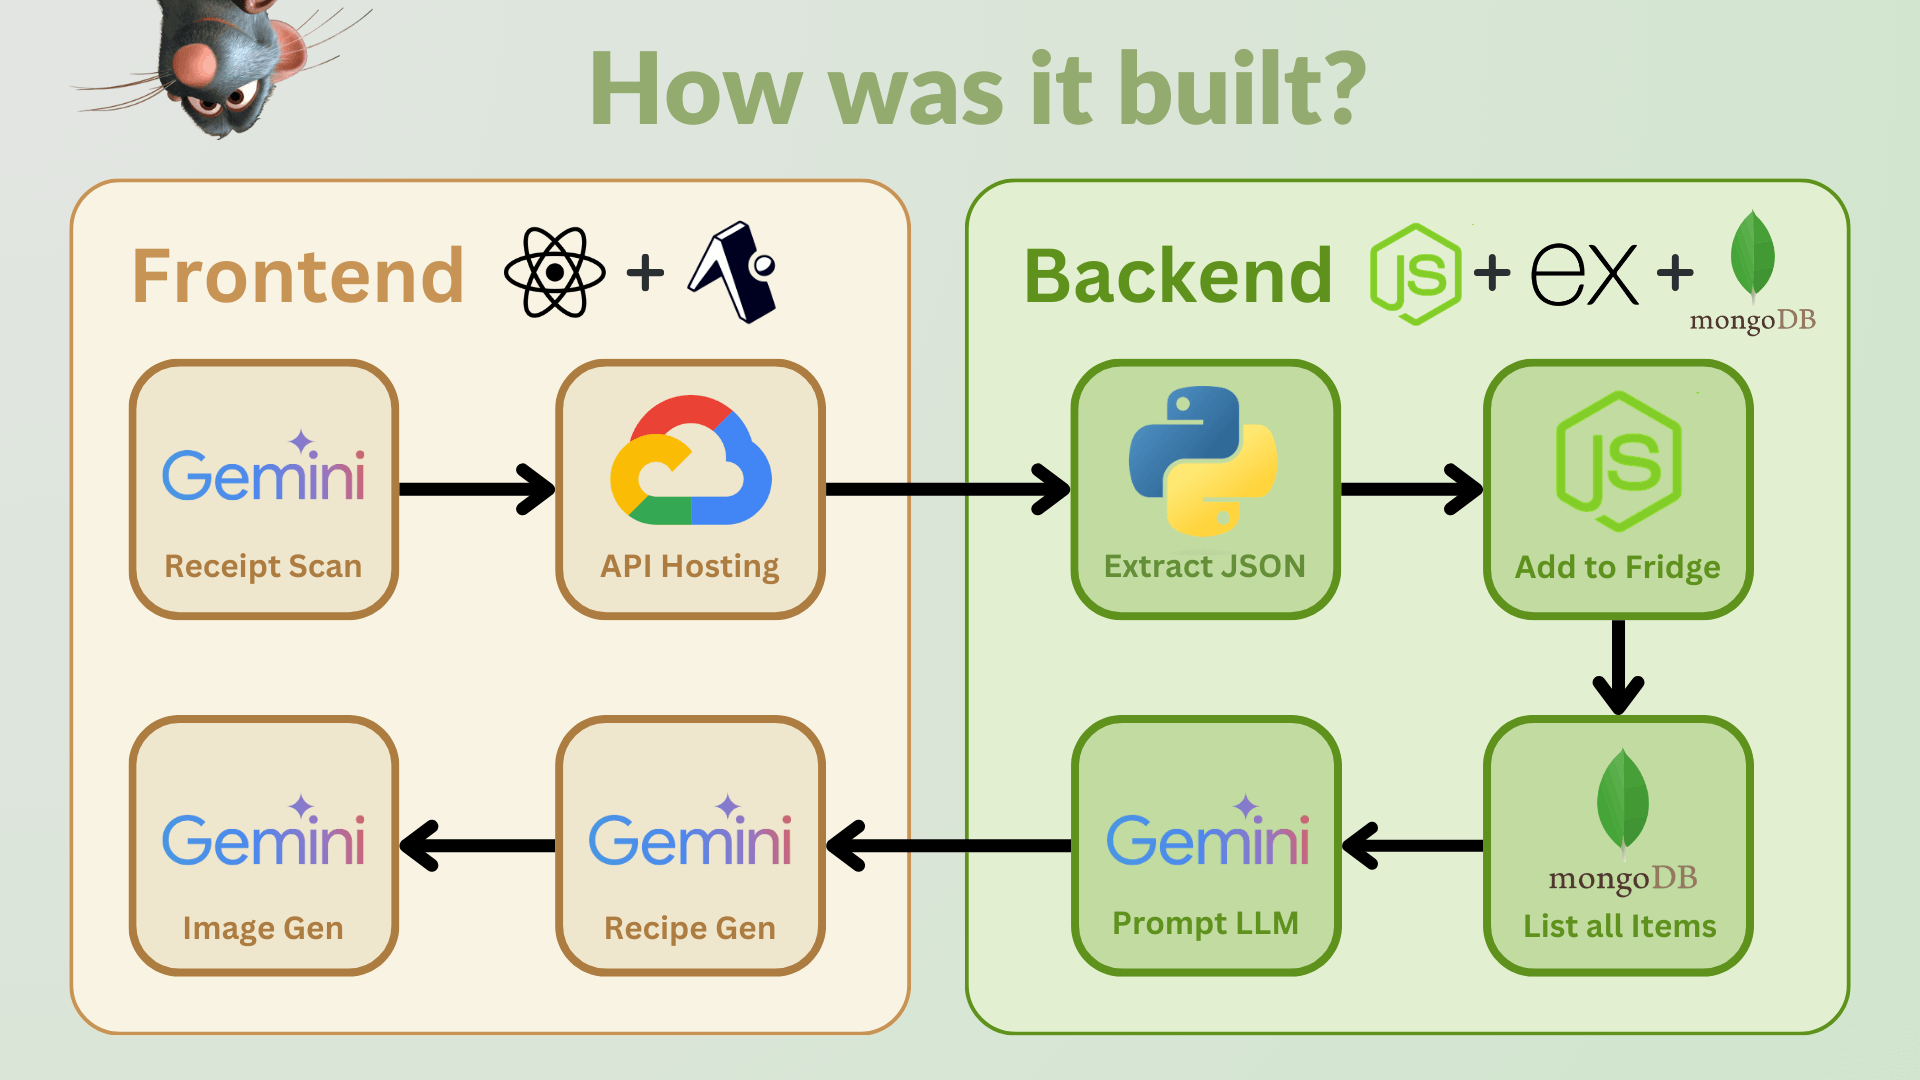 How was it built?
Frontend
+
Backend
JS
+
ex
+
mongoDB
Gemini
Receipt Scan
API Hosting
Extract JSON
JS
Add to Fridge
Gemini
Image Gen
Gemini
Recipe Gen
Gemini
Prompt LLM
mongoDB
List all Items